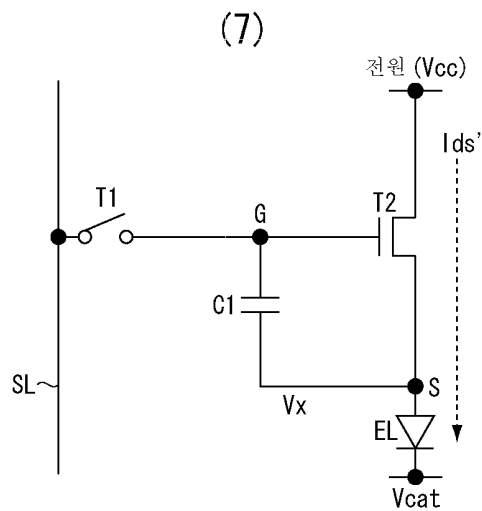 (7)
전원 (Vcc)
Ids'
T1
G
T2
C1
SL
Vx
S
EL
Vcat